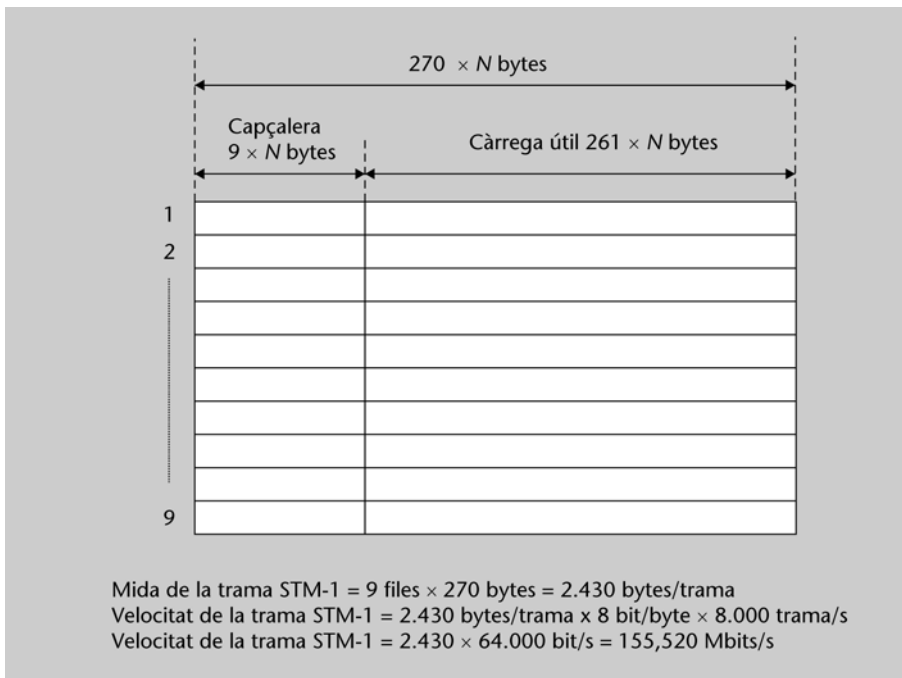 270 × N bytes
Capçalera
9 × N bytes
Càrrega útil 261 × N bytes
1
2
9
Mida de la trama STM-1 = 9 files × 270 bytes = 2.430 bytes/trama
Velocitat de la trama STM-1 = 2.430 bytes/trama x 8 bit/byte × 8.000 trama/s
Velocitat de la trama STM-1 = 2.430 × 64.000 bit/s = 155,520 Mbits/s